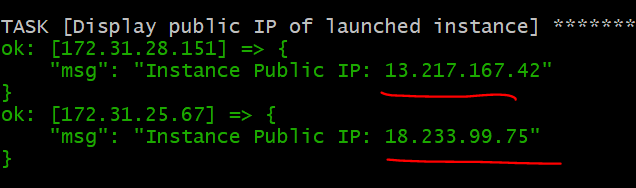 TASK [Display public IP of launched instance] *******
ok: [172.31.28.151] => {
    "msg": "Instance Public IP: 13.217.167.42"
}
ok: [172.31.25.67] => {
    "msg": "Instance Public IP: 18.233.99.75"
}